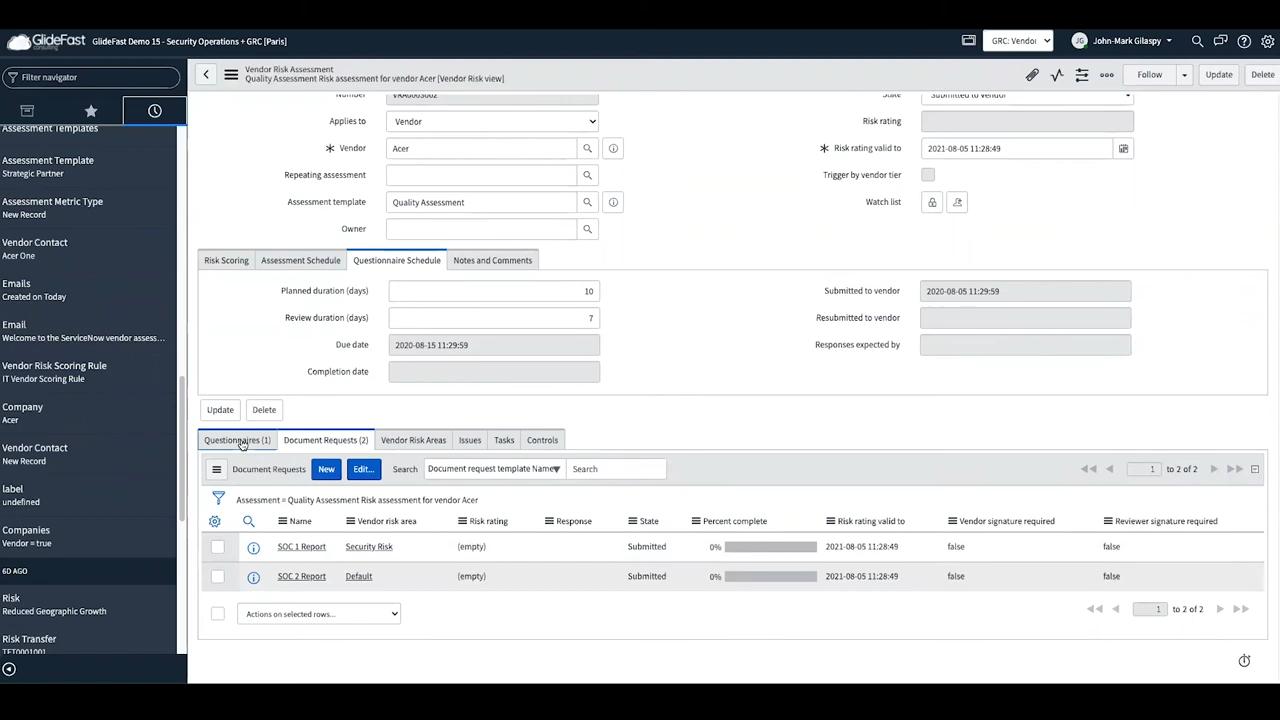 GlideFast
consulting
GlideFast Demo 15 - Security Operations + GRC [Paris]
GRC: Vendor
JG
John-Mark Gilaspy
Filter navigator
Vendor Risk Assessment
Quality Assessment Risk assessment for vendor Acer [Vendor Risk view]
Follow
Update
Delete
Assessment Templates
Assessment Template
Strategic Partner
Assessment Metric Type
New Record
Vendor Contact
Acer One
Emails
Created on Today
Email
Welcome to the ServiceNow vendor assess...
Vendor Risk Scoring Rule
IT Vendor Scoring Rule
Company
Acer
Vendor Contact
New Record
label
undefined
Companies
Vendor = true
6D AGO
Risk
Reduced Geographic Growth
Risk Transfer
TFT0001001
Number
VRA0003002
State
Submitted to Vendor
Applies to
Vendor
Risk rating
Vendor
Acer
Risk rating valid to
2021-08-05 11:28:49
Repeating assessment
Trigger by vendor tier
Assessment template
Quality Assessment
Watch list
Owner
Risk Scoring
Assessment Schedule
Questionnaire Schedule
Notes and Comments
Planned duration (days)
10
Submitted to vendor
2020-08-05 11:29:59
Review duration (days)
7
Resubmitted to vendor
Due date
2020-08-15 11:29:59
Responses expected by
Completion date
Update
Delete
Questionnaires (1)
Document Requests (2)
Vendor Risk Areas
Issues
Tasks
Controls
Document Requests
New
Edit...
Search
Document request template Name
Search
1 to 2 of 2
Assessment = Quality Assessment Risk assessment for vendor Acer
Name Vendor risk area Risk rating Response State Percent complete Risk rating valid to Vendor signature required Reviewer signature required
SOC 1 Report Security Risk (empty) Submitted 0% 2021-08-05 11:28:49 false false
SOC 2 Report Default (empty) Submitted 0% 2021-08-05 11:28:49 false false
Actions on selected rows...
1 to 2 of 2